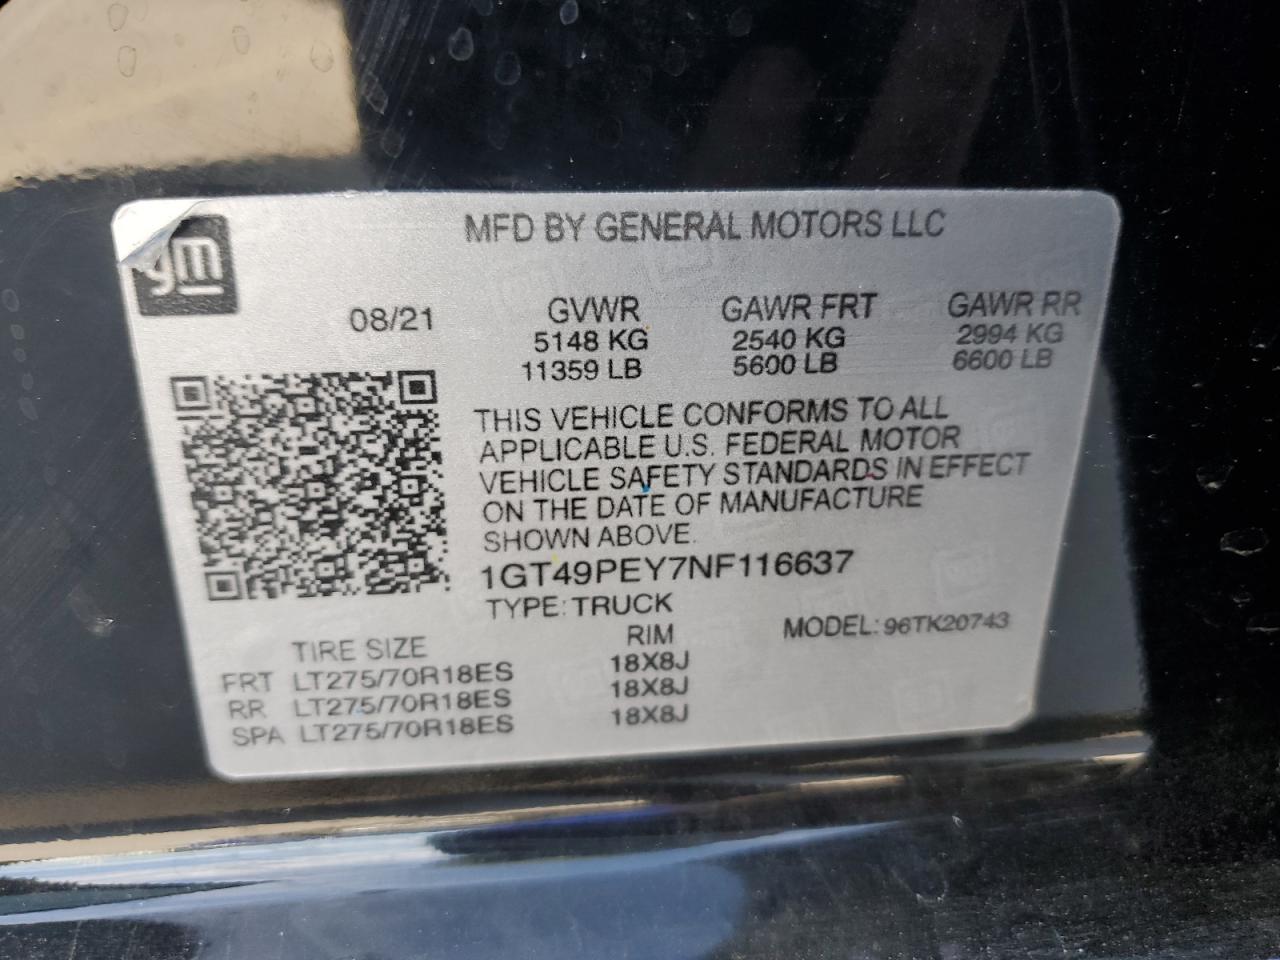 MFD BY GENERAL MOTORS LLC
gm
08/21
GVWR GAWR FRT GAWR RR
5148 KG 2540 KG 2994 KG
11359 LB 5600 LB 6600 LB
THIS VEHICLE CONFORMS TO ALL
APPLICABLE U.S. FEDERAL MOTOR
VEHICLE SAFETY STANDARDS IN EFFECT
ON THE DATE OF MANUFACTURE
SHOWN ABOVE.
1GT49PEY7NF116637
TYPE: TRUCK
MODEL: 96TK20743
TIRE SIZE RIM
FRT LT275/70R18ES 18X8J
RR LT275/70R18ES 18X8J
SPA LT275/70R18ES 18X8J